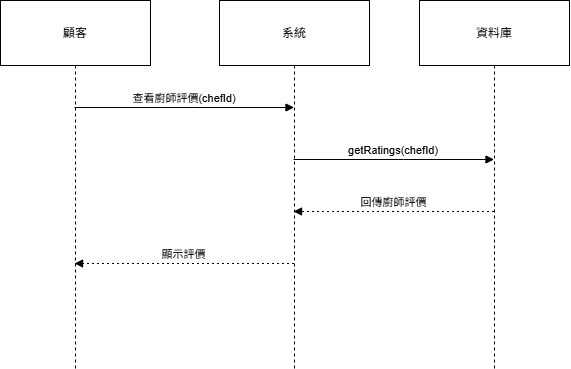 顧客
系統
資料庫
查看廚師評價(chefId)
getRatings(chefId)
回傳廚師評價
顯示評價